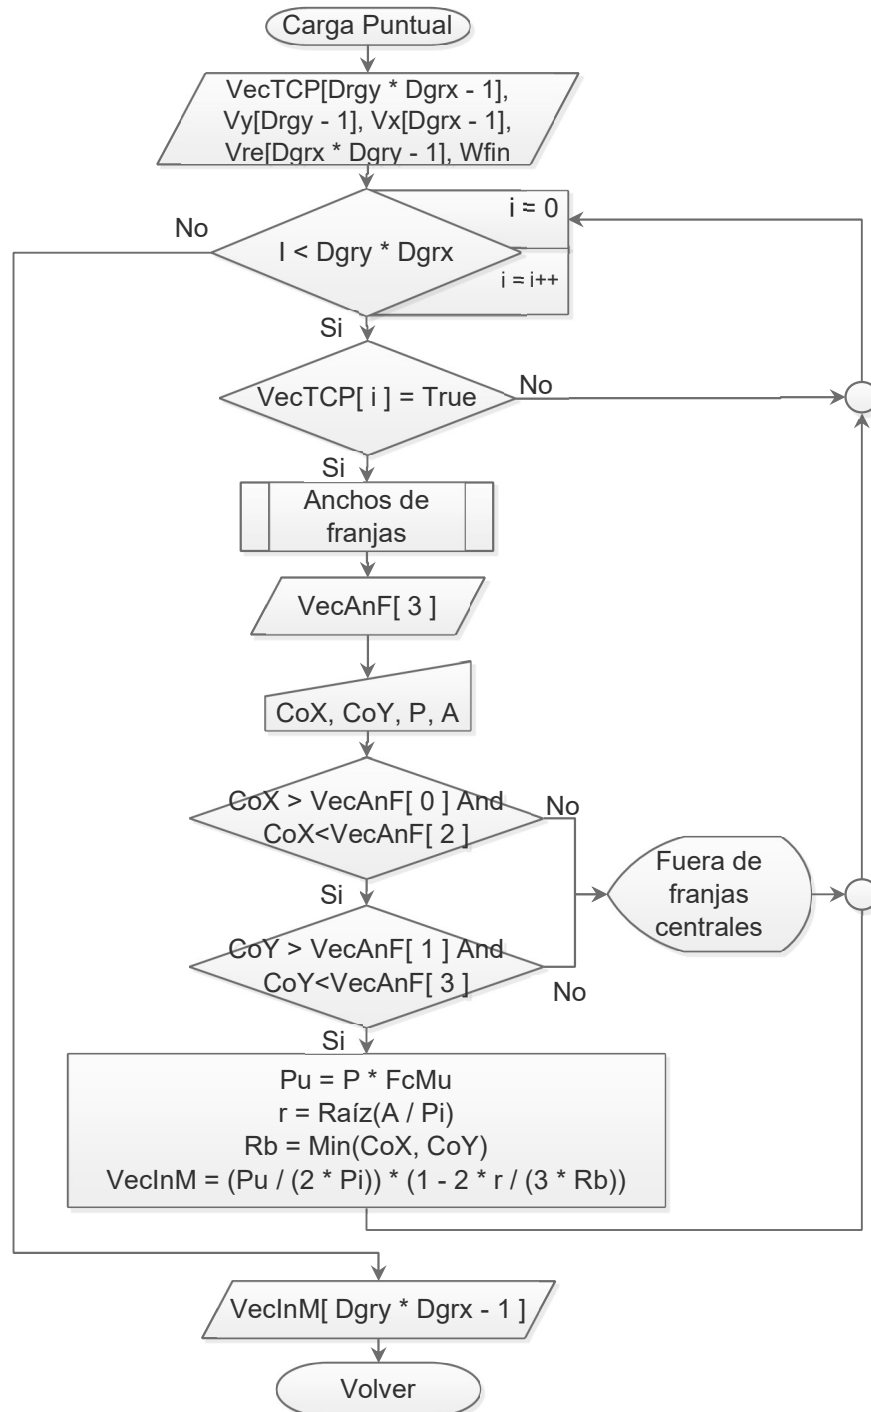 Carga Puntual
VecTCP[Drgy * Dgrx - 1],
Vy[Drgy - 1], Vx[Dgrx - 1],
Vre[Dgrx * Dgry - 1], Wfin
No
i = 0
I < Dgry * Dgrx
i = i++
Si
VecTCP[ i ] = True
No
Si
Anchos de
franjas
VecAnF[ 3 ]
CoX, CoY, P, A
CoX > VecAnF[ 0 ] And
CoX<VecAnF[ 2 ]
No
Si
Fuera de
franjas
centrales
CoY > VecAnF[ 1 ] And
CoY<VecAnF[ 3 ]
No
Si
Pu = P * FcMu
r = Raíz(A / Pi)
Rb = Min(CoX, CoY)
VecInM = (Pu / (2 * Pi)) * (1 - 2 * r / (3 * Rb))
VecInM[ Dgry * Dgrx - 1 ]
Volver